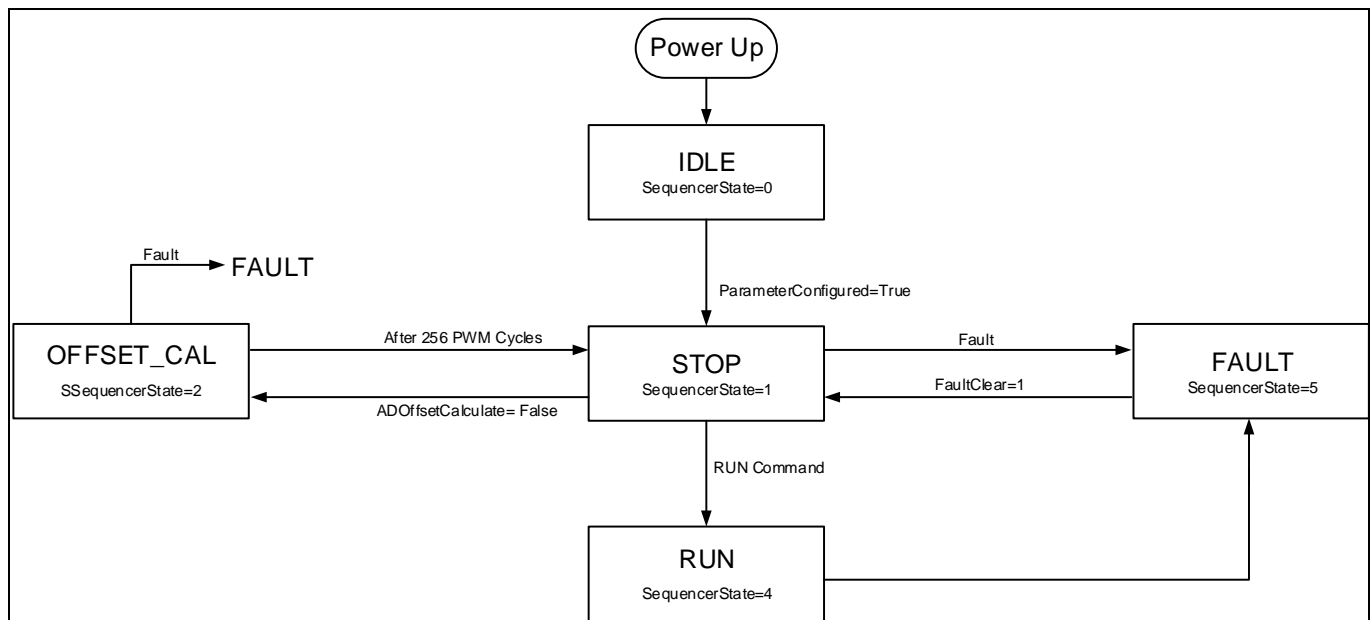 Power Up
IDLE
SequencerState=0
Fault
FAULT
ParameterConfigured=True
OFFSET_CAL
SSequencerState=2
After 256 PWM Cycles
ADOffsetCalculate= False
STOP
SequencerState=1
Fault
FaultClear=1
FAULT
SequencerState=5
RUN Command
RUN
SequencerState=4